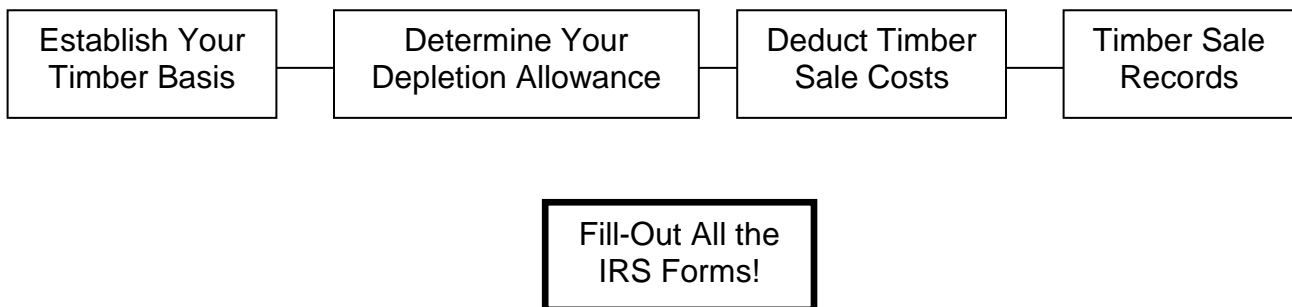 Establish Your
Timber Basis
Determine Your
Depletion Allowance
Deduct Timber
Sale Costs
Timber Sale
Records
Fill-Out All the
IRS Forms!